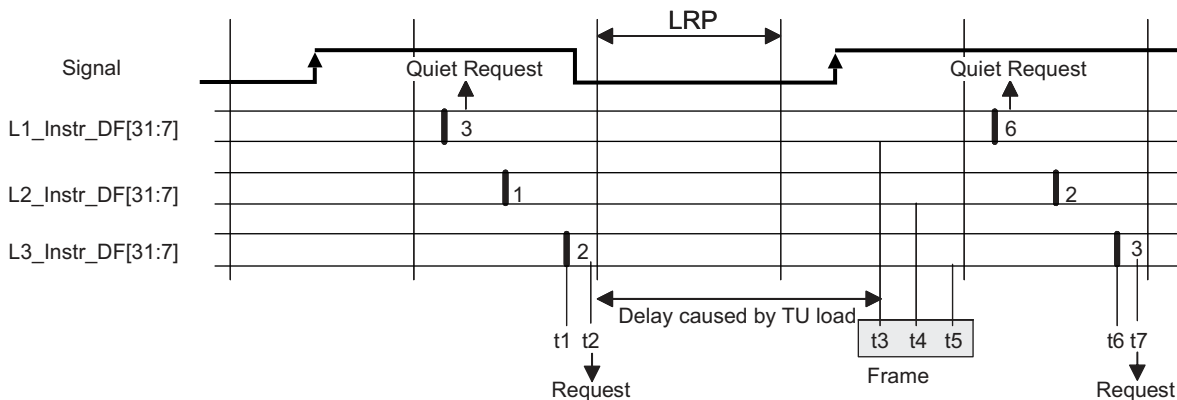 LRP
Signal
Quiet Request
Quiet Request
L1_Instr_DF[31:7]
3
6
L2_Instr_DF[31:7]
1
2
L3_Instr_DF[31:7]
2
3
Delay caused by TU load
t1 t2 t3 t4 t5 t6 t7
Frame
Request
Request